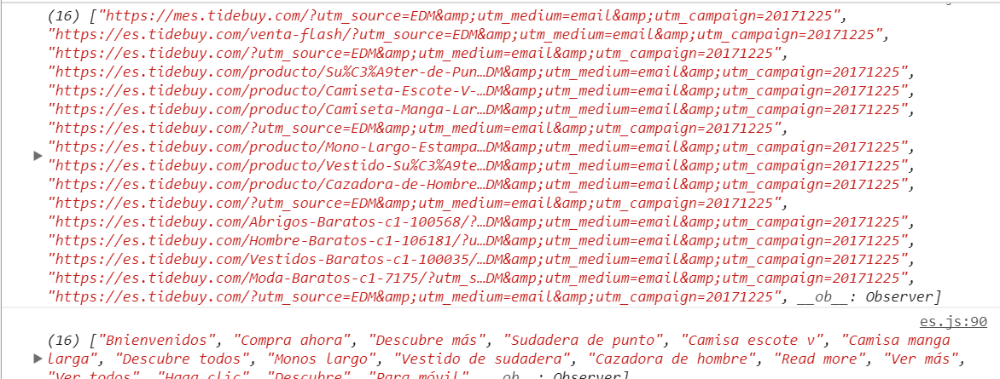 (16) ["https://mes.tidebuy.com/?utm_source=EDM&amp;utm_medium=email&amp;utm_campaign=20171225",
"https://es.tidebuy.com/venta-flash/?utm_source=EDM&amp;utm_medium=email&amp;utm_campaign=20171225",
"https://es.tidebuy.com/?utm_source=EDM&amp;utm_medium=email&amp;utm_campaign=20171225",
"https://es.tidebuy.com/producto/Su%C3%A9ter-de-Pun…DM&amp;utm_medium=email&amp;utm_campaign=20171225",
"https://es.tidebuy.com/producto/Camiseta-Escote-V-…DM&amp;utm_medium=email&amp;utm_campaign=20171225",
"https://es.tidebuy.com/producto/Camiseta-Manga-Lar…DM&amp;utm_medium=email&amp;utm_campaign=20171225",
"https://es.tidebuy.com/?utm_source=EDM&amp;utm_medium=email&amp;utm_campaign=20171225",
"https://es.tidebuy.com/producto/Mono-Largo-Estampa…DM&amp;utm_medium=email&amp;utm_campaign=20171225",
"https://es.tidebuy.com/producto/Vestido-Su%C3%A9te…DM&amp;utm_medium=email&amp;utm_campaign=20171225",
"https://es.tidebuy.com/producto/Cazadora-de-Hombre…DM&amp;utm_medium=email&amp;utm_campaign=20171225",
"https://es.tidebuy.com/?utm_source=EDM&amp;utm_medium=email&amp;utm_campaign=20171225",
"https://es.tidebuy.com/Abrigos-Baratos-c1-100568/?…DM&amp;utm_medium=email&amp;utm_campaign=20171225",
"https://es.tidebuy.com/Hombre-Baratos-c1-106181/?u…DM&amp;utm_medium=email&amp;utm_campaign=20171225",
"https://es.tidebuy.com/Vestidos-Baratos-c1-100035/…DM&amp;utm_medium=email&amp;utm_campaign=20171225",
"https://es.tidebuy.com/Moda-Baratos-c1-7175/?utm_s…DM&amp;utm_medium=email&amp;utm_campaign=20171225",
"https://es.tidebuy.com/?utm_source=EDM&amp;utm_medium=email&amp;utm_campaign=20171225", __ob__: Observer]
es.js:90
(16) ["Bnienvenidos", "Compra ahora", "Descubre más", "Sudadera de punto", "Camisa escote v", "Camisa manga
larga", "Descubre todos", "Monos largo", "Vestido de sudadera", "Cazadora de hombre", "Read more", "Ver más",
"Ver todos", "Haga clic", "Descubre", "Para móvil", __ob__: Observer]